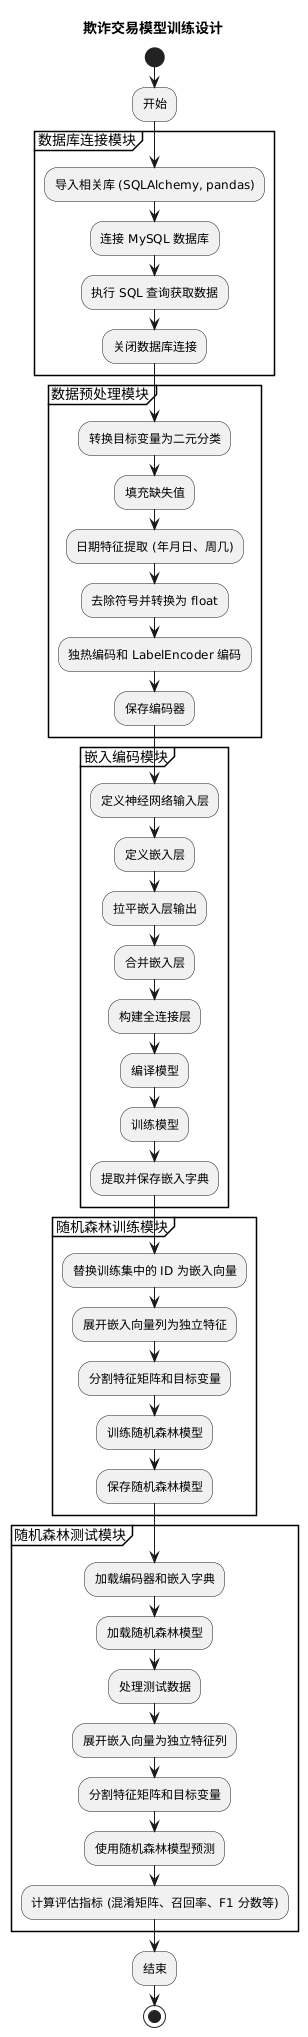 欺诈交易模型训练设计
开始
数据库连接模块
导入相关库 (SQLAlchemy, pandas)
连接 MySQL 数据库
执行 SQL 查询获取数据
关闭数据库连接
数据预处理模块
转换目标变量为二元分类
填充缺失值
日期特征提取 (年月日、周几)
去除符号并转换为 float
独热编码和 LabelEncoder 编码
保存编码器
嵌入编码模块
定义神经网络输入层
定义嵌入层
拉平嵌入层输出
合并嵌入层
构建全连接层
编译模型
训练模型
提取并保存嵌入字典
随机森林训练模块
替换训练集中的 ID 为嵌入向量
展开嵌入向量列为独立特征
分割特征矩阵和目标变量
训练随机森林模型
保存随机森林模型
随机森林测试模块
加载编码器和嵌入字典
加载随机森林模型
处理测试数据
展开嵌入向量为独立特征列
分割特征矩阵和目标变量
使用随机森林模型预测
计算评估指标 (混淆矩阵、召回率、F1 分数等)
结束